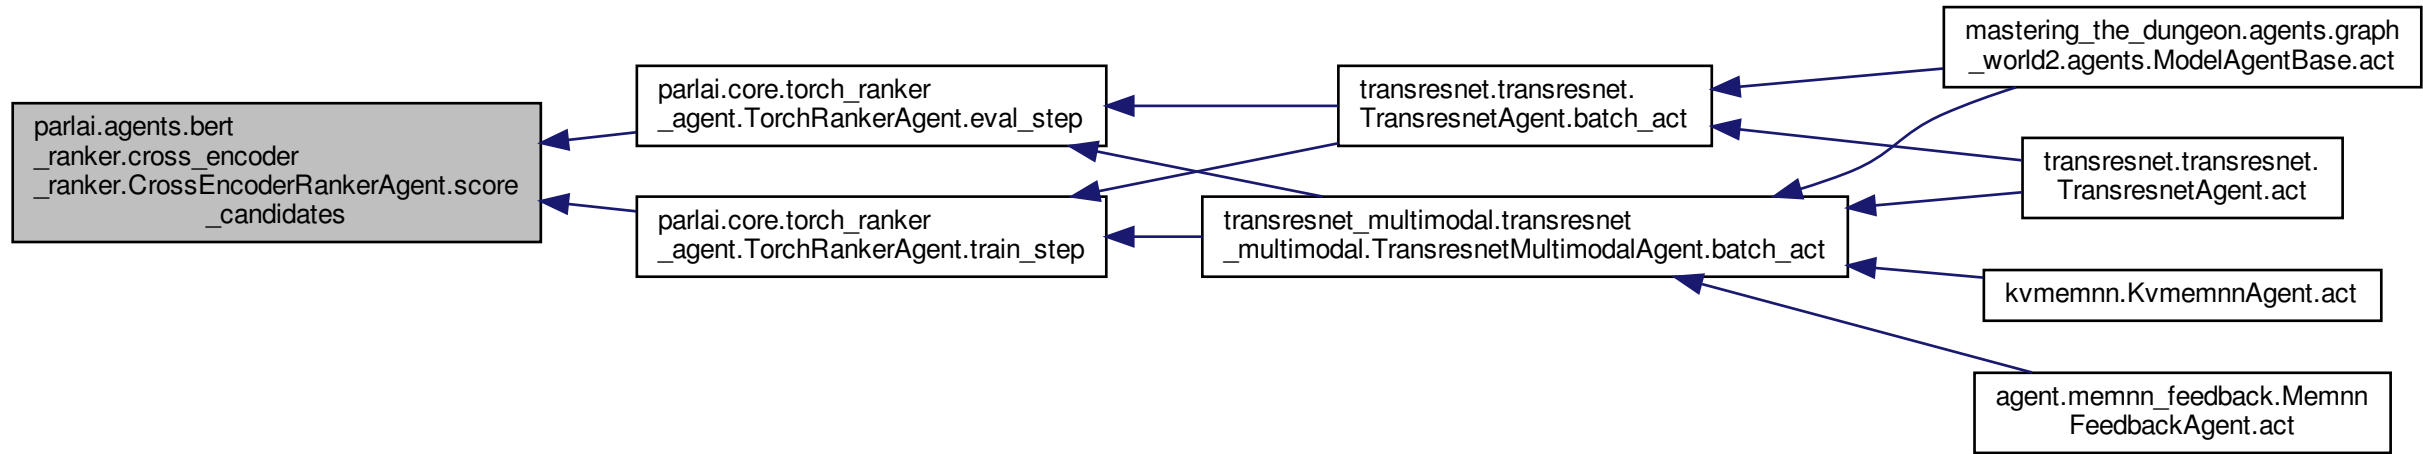 parlai.agents.bert
_ranker.cross_encoder
_ranker.CrossEncoderRankerAgent.score
_candidates
parlai.core.torch_ranker
_agent.TorchRankerAgent.eval_step
parlai.core.torch_ranker
_agent.TorchRankerAgent.train_step
transresnet.transresnet.
TransresnetAgent.batch_act
transresnet_multimodal.transresnet
_multimodal.TransresnetMultimodalAgent.batch_act
mastering_the_dungeon.agents.graph
_world2.agents.ModelAgentBase.act
transresnet.transresnet.
TransresnetAgent.act
kvmemnn.KvmemnnAgent.act
agent.memnn_feedback.Memnn
FeedbackAgent.act